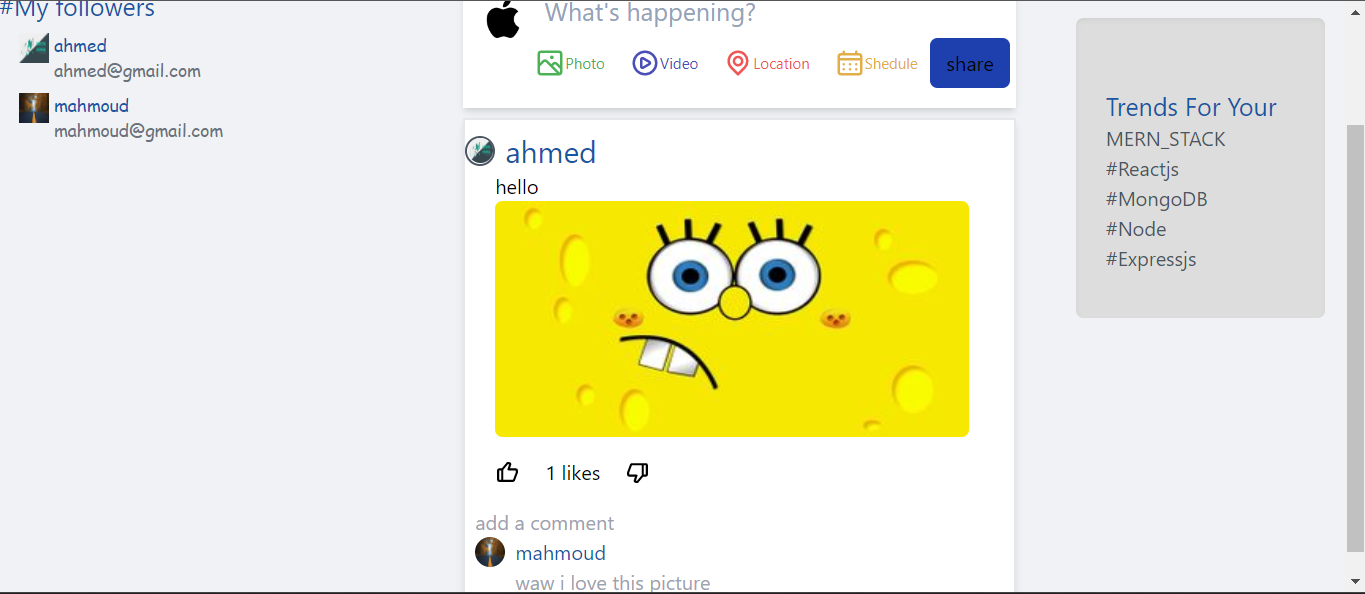 #My followers
ahmed
ahmed@gmail.com
mahmoud
mahmoud@gmail.com
What's happening?
Photo Video Location Shedule share
ahmed
hello
1 likes
add a comment
mahmoud
waw i love this picture
Trends For Your
MERN_STACK
#Reactjs
#MongoDB
#Node
#Expressjs